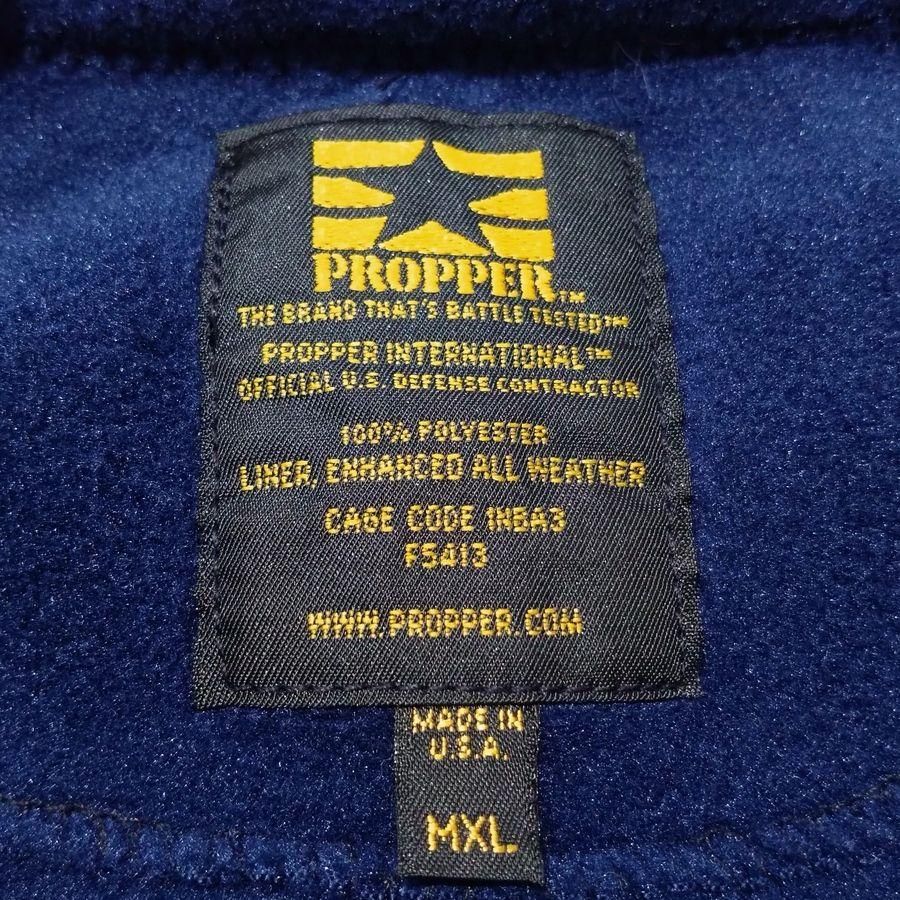 PROPPER™
THE BRAND THAT'S BATTLE TESTED™
PROPPER INTERNATIONAL™
OFFICIAL U.S. DEFENSE CONTRACTOR
100% POLYESTER
LINER, ENHANCED ALL WEATHER
CAGE CODE 1NBA3
F5418
WWW.PROPPER.COM
MADE IN
U.S.A.
MXL